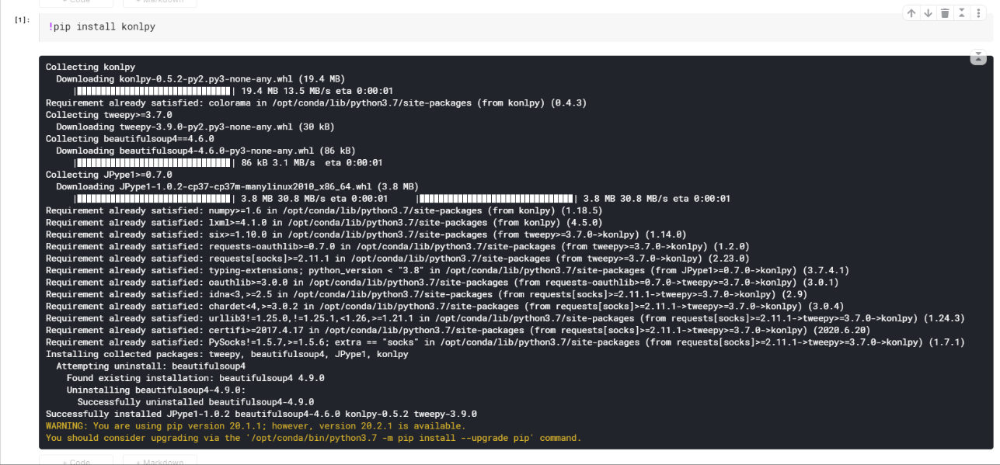 + Code + Markdown
[1]:
!pip install konlpy
Collecting konlpy
Downloading konlpy-0.5.2-py2.py3-none-any.whl (19.4 MB)
| 19.4 MB 13.5 MB/s eta 0:00:01
Requirement already satisfied: colorama in /opt/conda/lib/python3.7/site-packages (from konlpy) (0.4.3)
Collecting tweepy>=3.7.0
Downloading tweepy-3.9.0-py2.py3-none-any.whl (30 kB)
Collecting beautifulsoup4==4.6.0
Downloading beautifulsoup4-4.6.0-py3-none-any.whl (86 kB)
| 86 kB 3.1 MB/s eta 0:00:01
Collecting JPype1>=0.7.0
Downloading JPype1-1.0.2-cp37-cp37m-manylinux2010_x86_64.whl (3.8 MB)
| 3.8 MB 30.8 MB/s eta 0:00:01 | 3.8 MB 30.8 MB/s eta 0:00:01
Requirement already satisfied: numpy>=1.6 in /opt/conda/lib/python3.7/site-packages (from konlpy) (1.18.5)
Requirement already satisfied: lxml>=4.1.0 in /opt/conda/lib/python3.7/site-packages (from konlpy) (4.5.0)
Requirement already satisfied: six>=1.10.0 in /opt/conda/lib/python3.7/site-packages (from tweepy>=3.7.0->konlpy) (1.14.0)
Requirement already satisfied: requests-oauthlib>=0.7.0 in /opt/conda/lib/python3.7/site-packages (from tweepy>=3.7.0->konlpy) (1.2.0)
Requirement already satisfied: requests[socks]>=2.11.1 in /opt/conda/lib/python3.7/site-packages (from tweepy>=3.7.0->konlpy) (2.23.0)
Requirement already satisfied: typing-extensions; python_version < "3.8" in /opt/conda/lib/python3.7/site-packages (from JPype1>=0.7.0->konlpy) (3.7.4.1)
Requirement already satisfied: oauthlib>=3.0.0 in /opt/conda/lib/python3.7/site-packages (from requests-oauthlib>=0.7.0->tweepy>=3.7.0->konlpy) (3.0.1)
Requirement already satisfied: idna<3,>=2.5 in /opt/conda/lib/python3.7/site-packages (from requests[socks]>=2.11.1->tweepy>=3.7.0->konlpy) (2.9)
Requirement already satisfied: chardet<4,>=3.0.2 in /opt/conda/lib/python3.7/site-packages (from requests[socks]>=2.11.1->tweepy>=3.7.0->konlpy) (3.0.4)
Requirement already satisfied: urllib3!=1.25.0,!=1.25.1,<1.26,>=1.21.1 in /opt/conda/lib/python3.7/site-packages (from requests[socks]>=2.11.1->tweepy>=3.7.0->konlpy) (1.24.3)
Requirement already satisfied: certifi>=2017.4.17 in /opt/conda/lib/python3.7/site-packages (from requests[socks]>=2.11.1->tweepy>=3.7.0->konlpy) (2020.6.20)
Requirement already satisfied: PySocks!=1.5.7,>=1.5.6; extra == "socks" in /opt/conda/lib/python3.7/site-packages (from requests[socks]>=2.11.1->tweepy>=3.7.0->konlpy) (1.7.1)
Installing collected packages: tweepy, beautifulsoup4, JPype1, konlpy
Attempting uninstall: beautifulsoup4
Found existing installation: beautifulsoup4 4.9.0
Uninstalling beautifulsoup4-4.9.0:
Successfully uninstalled beautifulsoup4-4.9.0
Successfully installed JPype1-1.0.2 beautifulsoup4-4.6.0 konlpy-0.5.2 tweepy-3.9.0
WARNING: You are using pip version 20.1.1; however, version 20.2.1 is available.
You should consider upgrading via the '/opt/conda/bin/python3.7 -m pip install --upgrade pip' command.
+ Code + Markdown